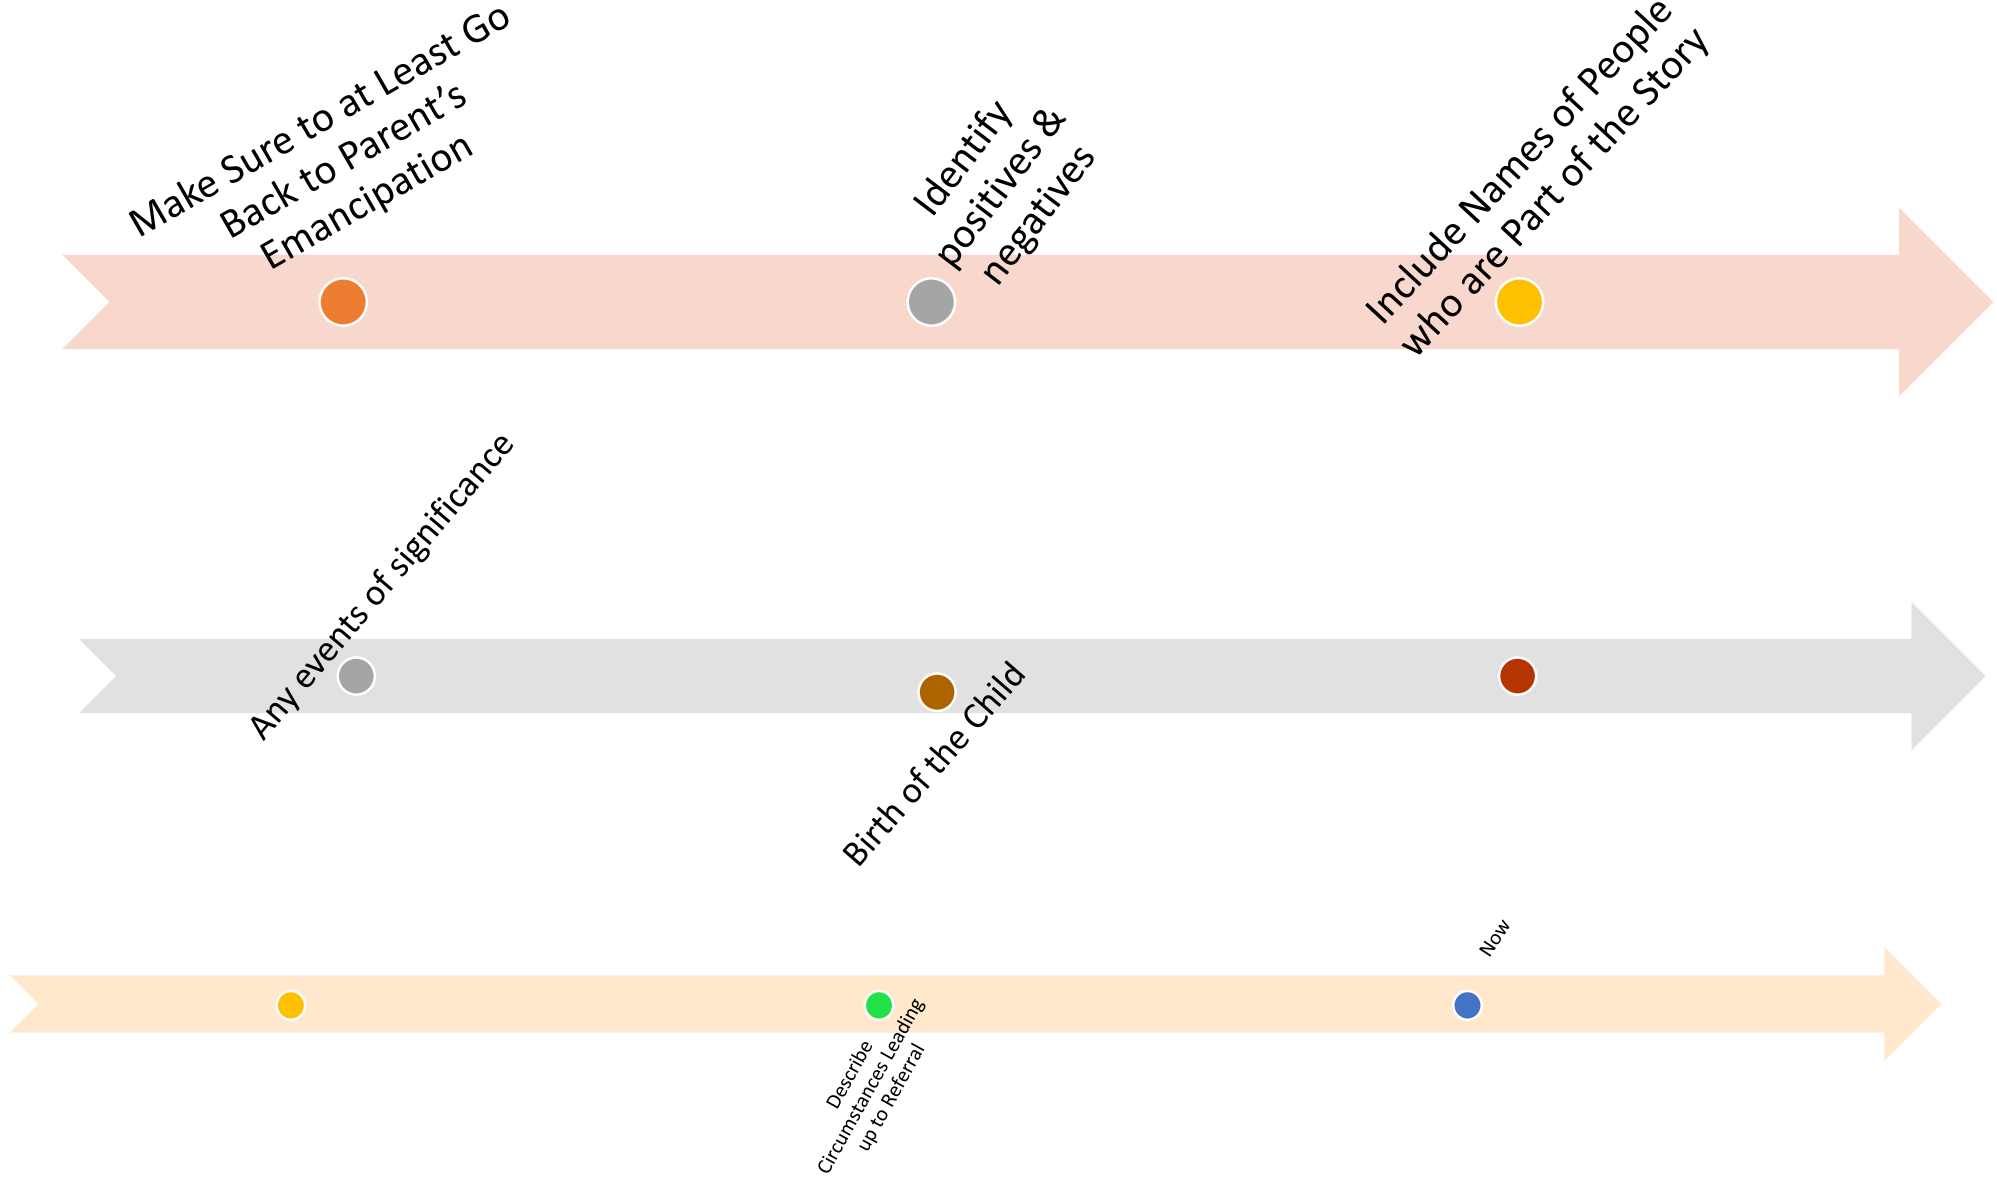 Make Sure to at Least Go
Back to Parent’s
Emancipation
Identify
positives &
negatives
Include Names of People
who are Part of the Story
Any events of significance
Birth of the Child
Describe
Circumstances Leading
up to Referral
Now